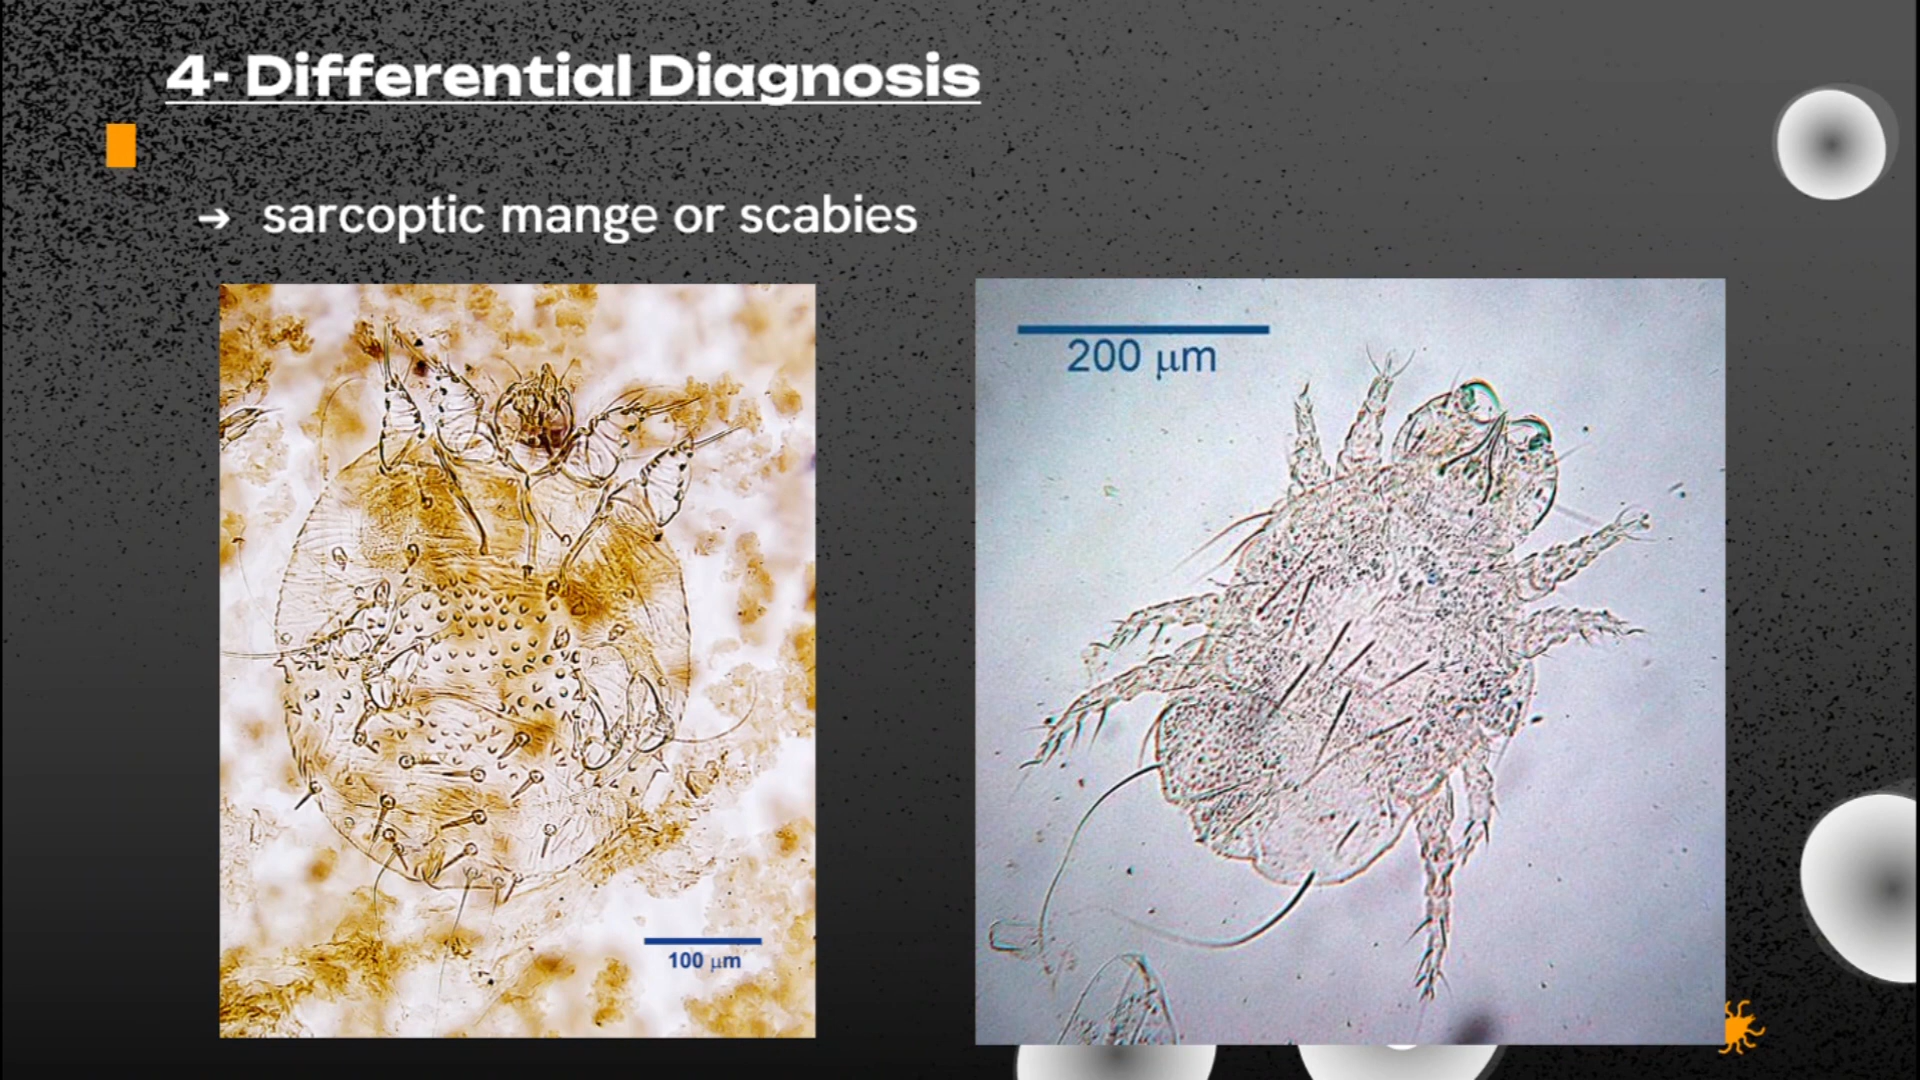 4- Differential Diagnosis
➔ sarcoptic mange or scabies
200 μm
100 μm